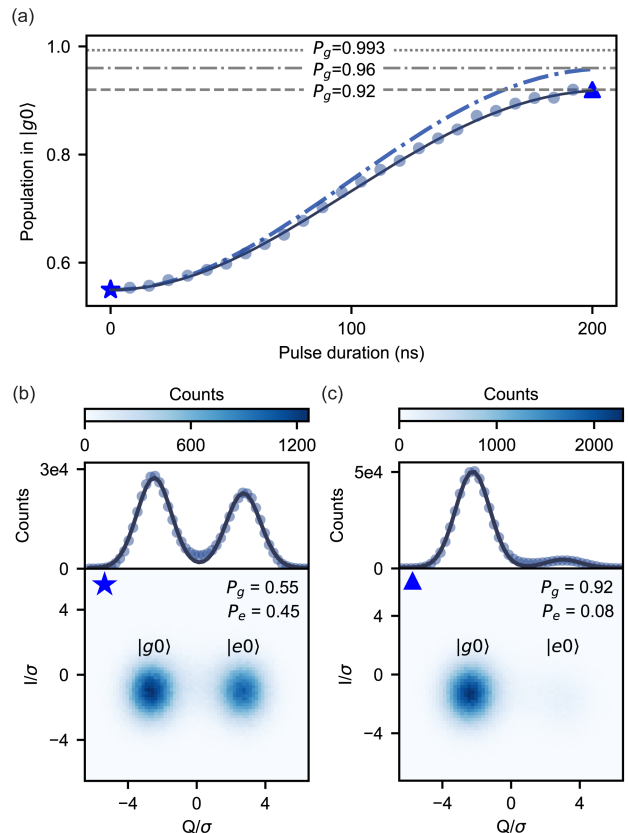 (a)
1.0
0.8
0.6
Population in |g0⟩
P_g=0.993
P_g=0.96
P_g=0.92
0
100
200
Pulse duration (ns)
(b)
Counts
0
600
1200
3e4
0
Counts
P_g = 0.55
P_e = 0.45
|g0⟩
|e0⟩
4
0
−4
I/σ
−4
0
4
Q/σ
(c)
Counts
0
1000
2000
5e4
0
Counts
P_g = 0.92
P_e = 0.08
|g0⟩
|e0⟩
4
0
−4
I/σ
−4
0
4
Q/σ